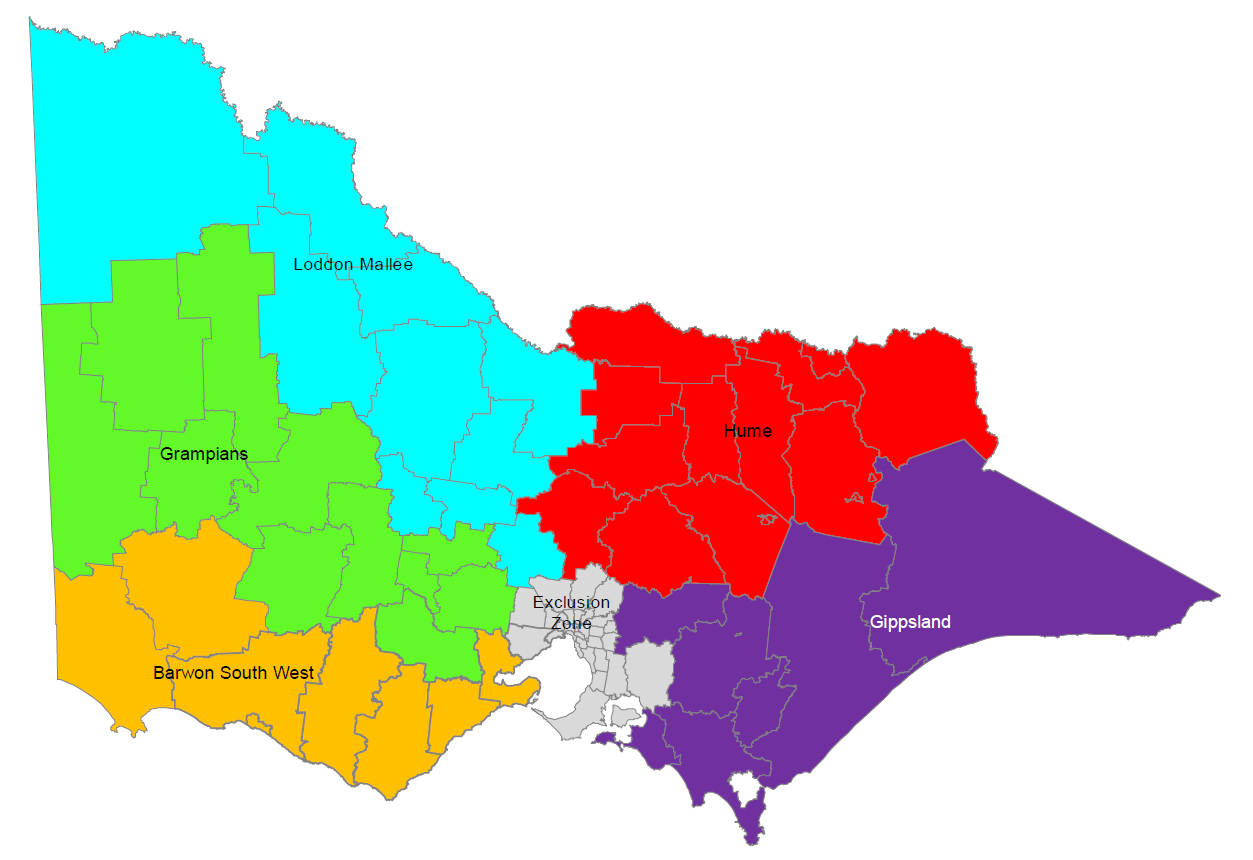 Loddon Mallee
Hume
Grampians
Exclusion
Zone
Gippsland
Barwon South West